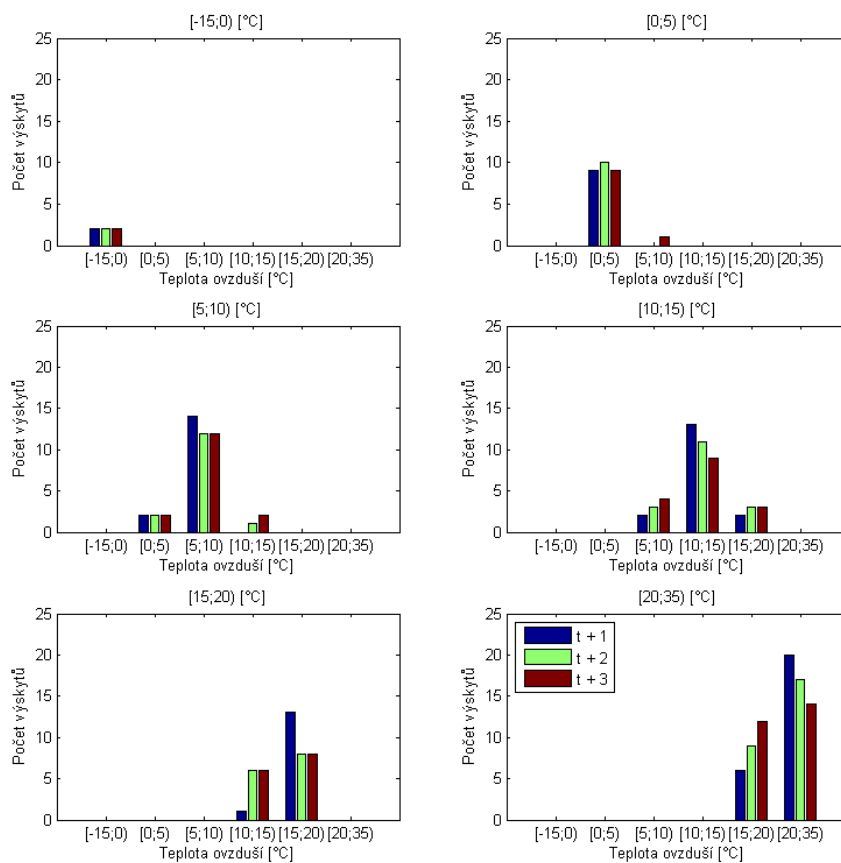 [-15;0) [°C]
25
20
15
10
5
0
Počet výskytů
[-15;0) [0;5) [5;10) [10;15) [15;20) [20;35)
Teplota ovzduší [°C]
[0;5) [°C]
25
20
15
10
5
0
Počet výskytů
[-15;0) [0;5) [5;10) [10;15) [15;20) [20;35)
Teplota ovzduší [°C]
[5;10) [°C]
25
20
15
10
5
0
Počet výskytů
[-15;0) [0;5) [5;10) [10;15) [15;20) [20;35)
Teplota ovzduší [°C]
[10;15) [°C]
25
20
15
10
5
0
Počet výskytů
[-15;0) [0;5) [5;10) [10;15) [15;20) [20;35)
Teplota ovzduší [°C]
[15;20) [°C]
25
20
15
10
5
0
Počet výskytů
[-15;0) [0;5) [5;10) [10;15) [15;20) [20;35)
Teplota ovzduší [°C]
[20;35) [°C]
25
20
15
10
5
0
Počet výskytů
t + 1
t + 2
t + 3
[-15;0) [0;5) [5;10) [10;15) [15;20) [20;35)
Teplota ovzduší [°C]